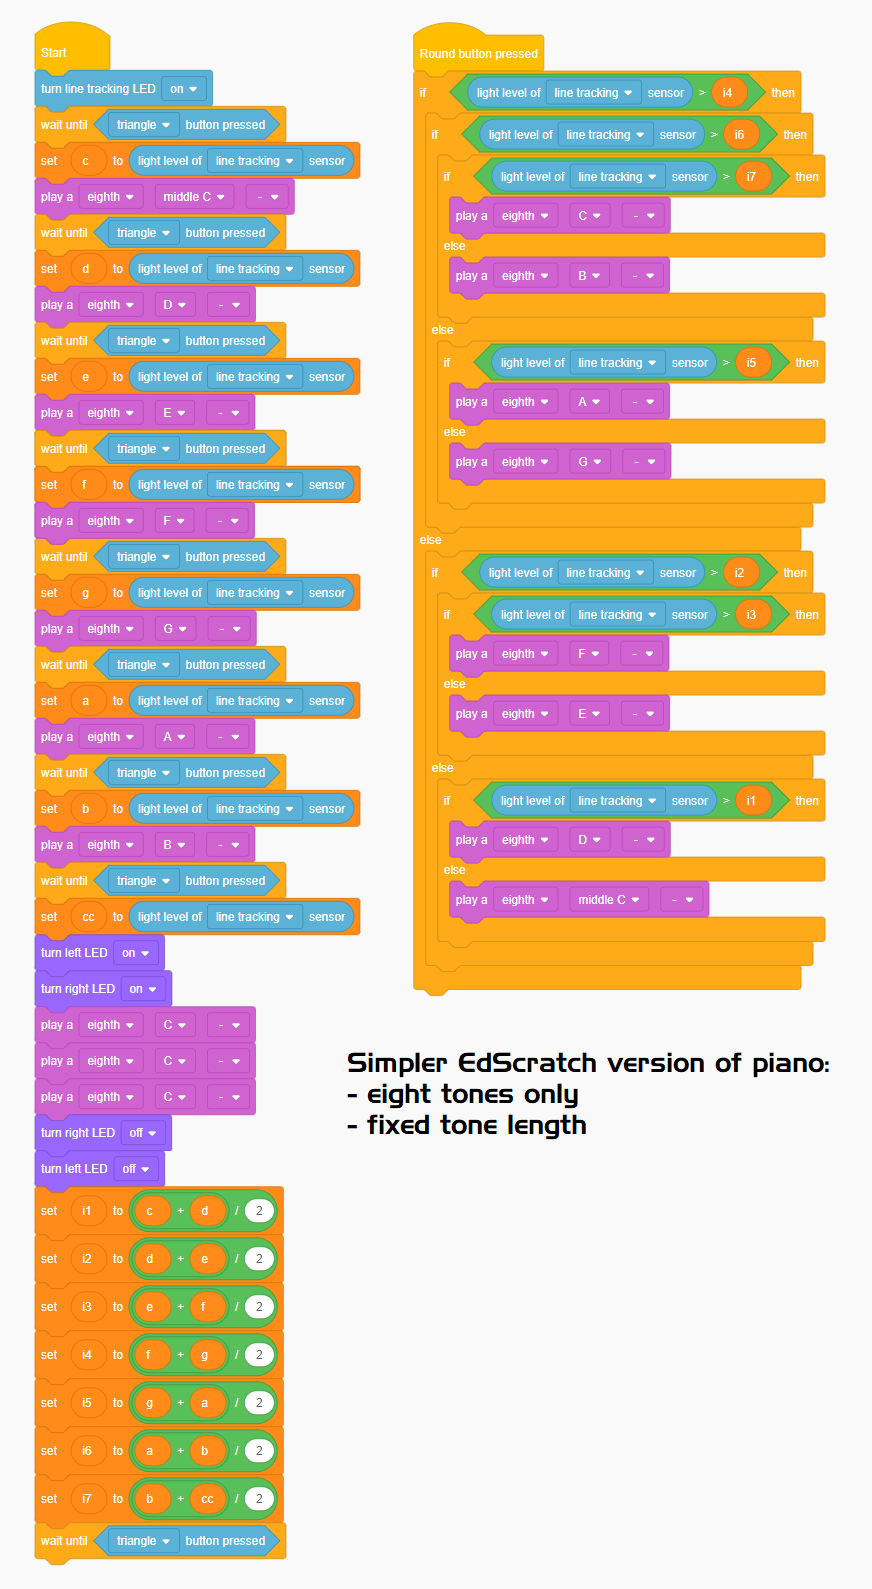 Start
turn line tracking LED on
wait until triangle button pressed
set c to light level of line tracking sensor
play a eighth middle C -
wait until triangle button pressed
set d to light level of line tracking sensor
play a eighth D -
wait until triangle button pressed
set e to light level of line tracking sensor
play a eighth E -
wait until triangle button pressed
set f to light level of line tracking sensor
play a eighth F -
wait until triangle button pressed
set g to light level of line tracking sensor
play a eighth G -
wait until triangle button pressed
set a to light level of line tracking sensor
play a eighth A -
wait until triangle button pressed
set b to light level of line tracking sensor
play a eighth B -
wait until triangle button pressed
set cc to light level of line tracking sensor
turn left LED on
turn right LED on
play a eighth C -
play a eighth C -
play a eighth C -
turn right LED off
turn left LED off
set i1 to c + d / 2
set i2 to d + e / 2
set i3 to e + f / 2
set i4 to f + g / 2
set i5 to g + a / 2
set i6 to a + b / 2
set i7 to b + cc / 2
wait until triangle button pressed
Round button pressed
if light level of line tracking sensor > i4 then
if light level of line tracking sensor > i6 then
if light level of line tracking sensor > i7 then
play a eighth C -
else
play a eighth B -
else
if light level of line tracking sensor > i5 then
play a eighth A -
else
play a eighth G -
else
if light level of line tracking sensor > i2 then
if light level of line tracking sensor > i3 then
play a eighth F -
else
play a eighth E -
else
if light level of line tracking sensor > i1 then
play a eighth D -
else
play a eighth middle C -
Simpler EdScratch version of piano:
- eight tones only
- fixed tone length